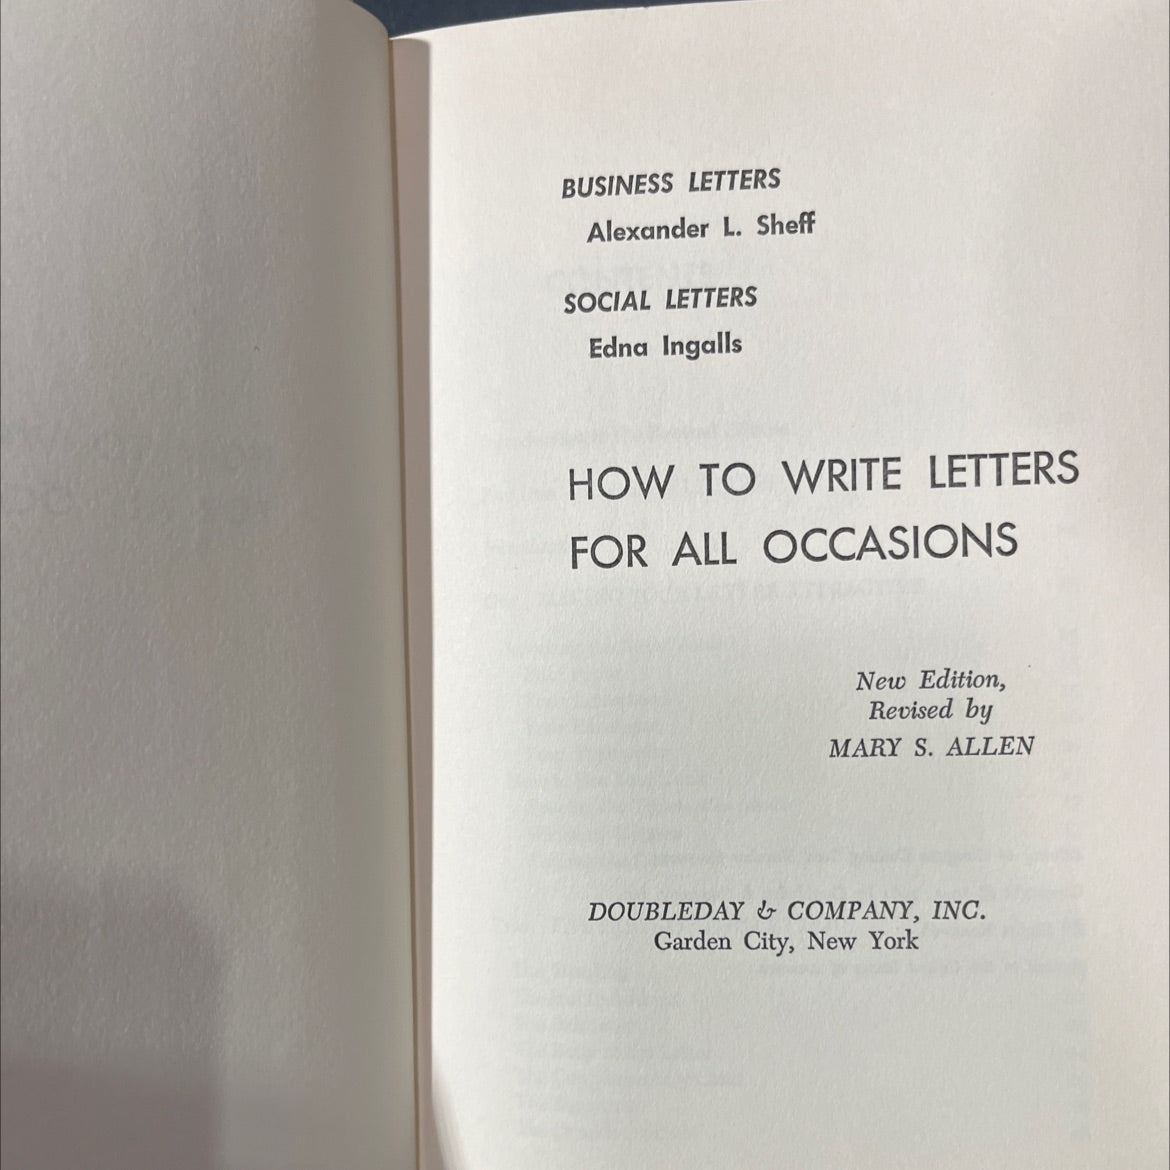 BUSINESS LETTERS
Alexander L. Sheff
SOCIAL LETTERS
Edna Ingalls
HOW TO WRITE LETTERS
FOR ALL OCCASIONS
New Edition,
Revised by
MARY S. ALLEN
DOUBLEDAY & COMPANY, INC.
Garden City, New York